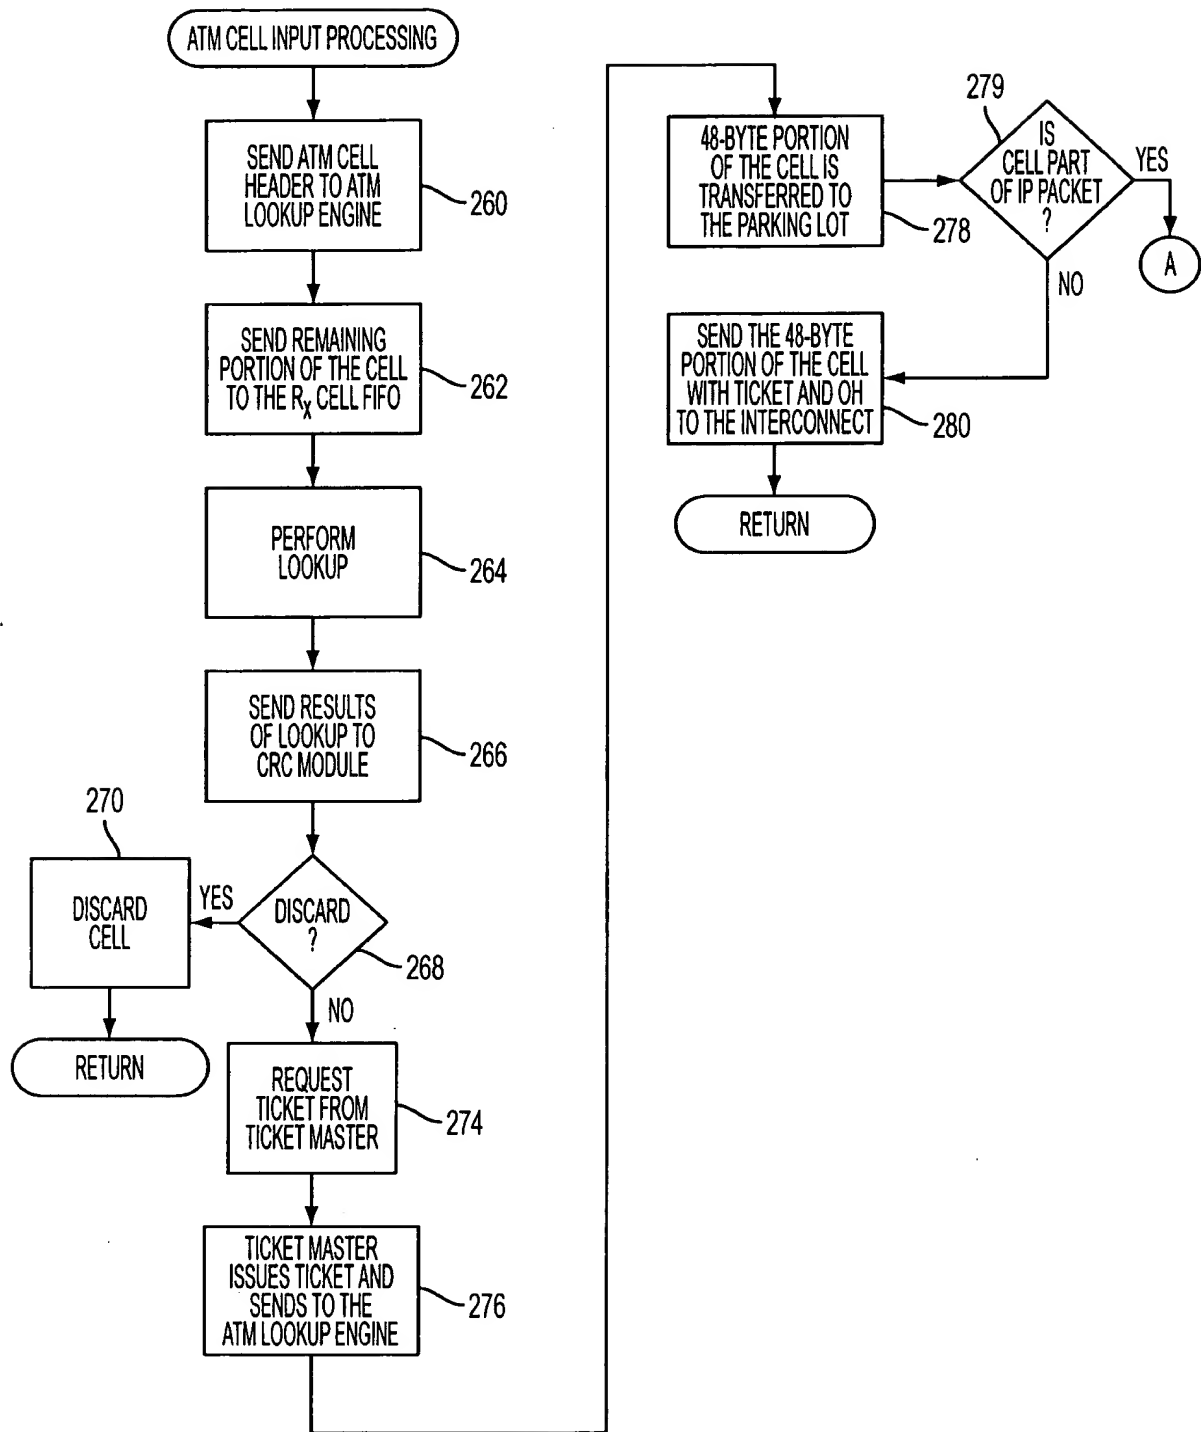 ATM CELL INPUT PROCESSING
SEND ATM CELL
HEADER TO ATM
LOOKUP ENGINE
260
SEND REMAINING
PORTION OF THE CELL
TO THE RX CELL FIFO
262
PERFORM
LOOKUP
264
SEND RESULTS
OF LOOKUP TO
CRC MODULE
266
270
DISCARD
CELL
YES
DISCARD
?
268
RETURN
NO
REQUEST
TICKET FROM
TICKET MASTER
274
TICKET MASTER
ISSUES TICKET AND
SENDS TO THE
ATM LOOKUP ENGINE
276
48-BYTE PORTION
OF THE CELL IS
TRANSFERRED TO
THE PARKING LOT
278
279
IS
CELL PART
OF IP PACKET
?
YES
A
NO
SEND THE 48-BYTE
PORTION OF THE CELL
WITH TICKET AND OH
TO THE INTERCONNECT
280
RETURN